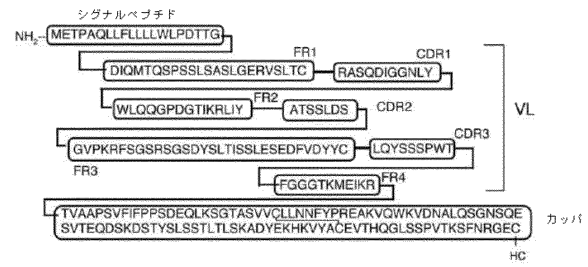 シグナルペプチド
NH2- METPAQLLFLLLLWLPDTTG
FR1 CDR1
DIQMTQSPSSLSASLGERVSLTC RASQDIGGNLY
FR2
WLQQGPDGTIKRLIY ATSSLDS CDR2
VL
CDR3
GVPKRFSGSRSGSDYSLTISSLESEDFVDYYC LQYSSSPWT
FR3 FR4
FGGGTKMEIKR
TVAAPSVFIFPPSDEQLKSGTASVVCLLNNFYPREAKVQWKVDNALQSGNSQE
カッパ
SVTEQDSKDSTYSLSSTLTLSKADYEKHKVYACEVTHQGLSSPVTKSFNRGEC
HC